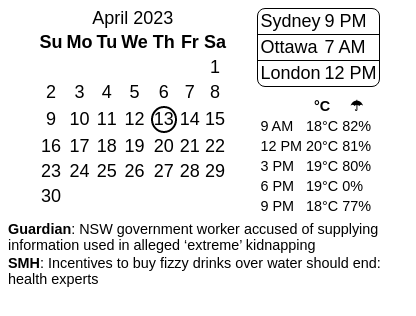 April 2023
Su Mo Tu We Th Fr Sa
1
2 3 4 5 6 7 8
9 10 11 12 13 14 15
16 17 18 19 20 21 22
23 24 25 26 27 28 29
30
Sydney 9 PM
Ottawa 7 AM
London 12 PM
°C ☂
9 AM 18°C 82%
12 PM 20°C 81%
3 PM 19°C 80%
6 PM 19°C 0%
9 PM 18°C 77%
Guardian: NSW government worker accused of supplying
information used in alleged ‘extreme’ kidnapping
SMH: Incentives to buy fizzy drinks over water should end:
health experts